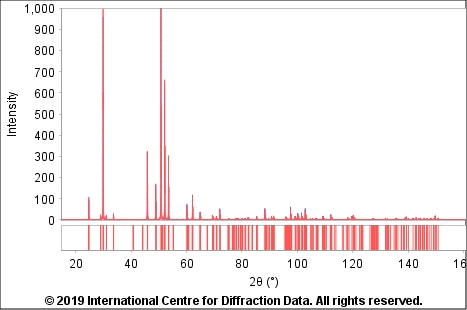 1,000
900
800
700
600
500
400
300
200
100
0
Intensity
20 40 60 80 100 120 140 160
2θ (°)
© 2019 International Centre for Diffraction Data. All rights reserved.